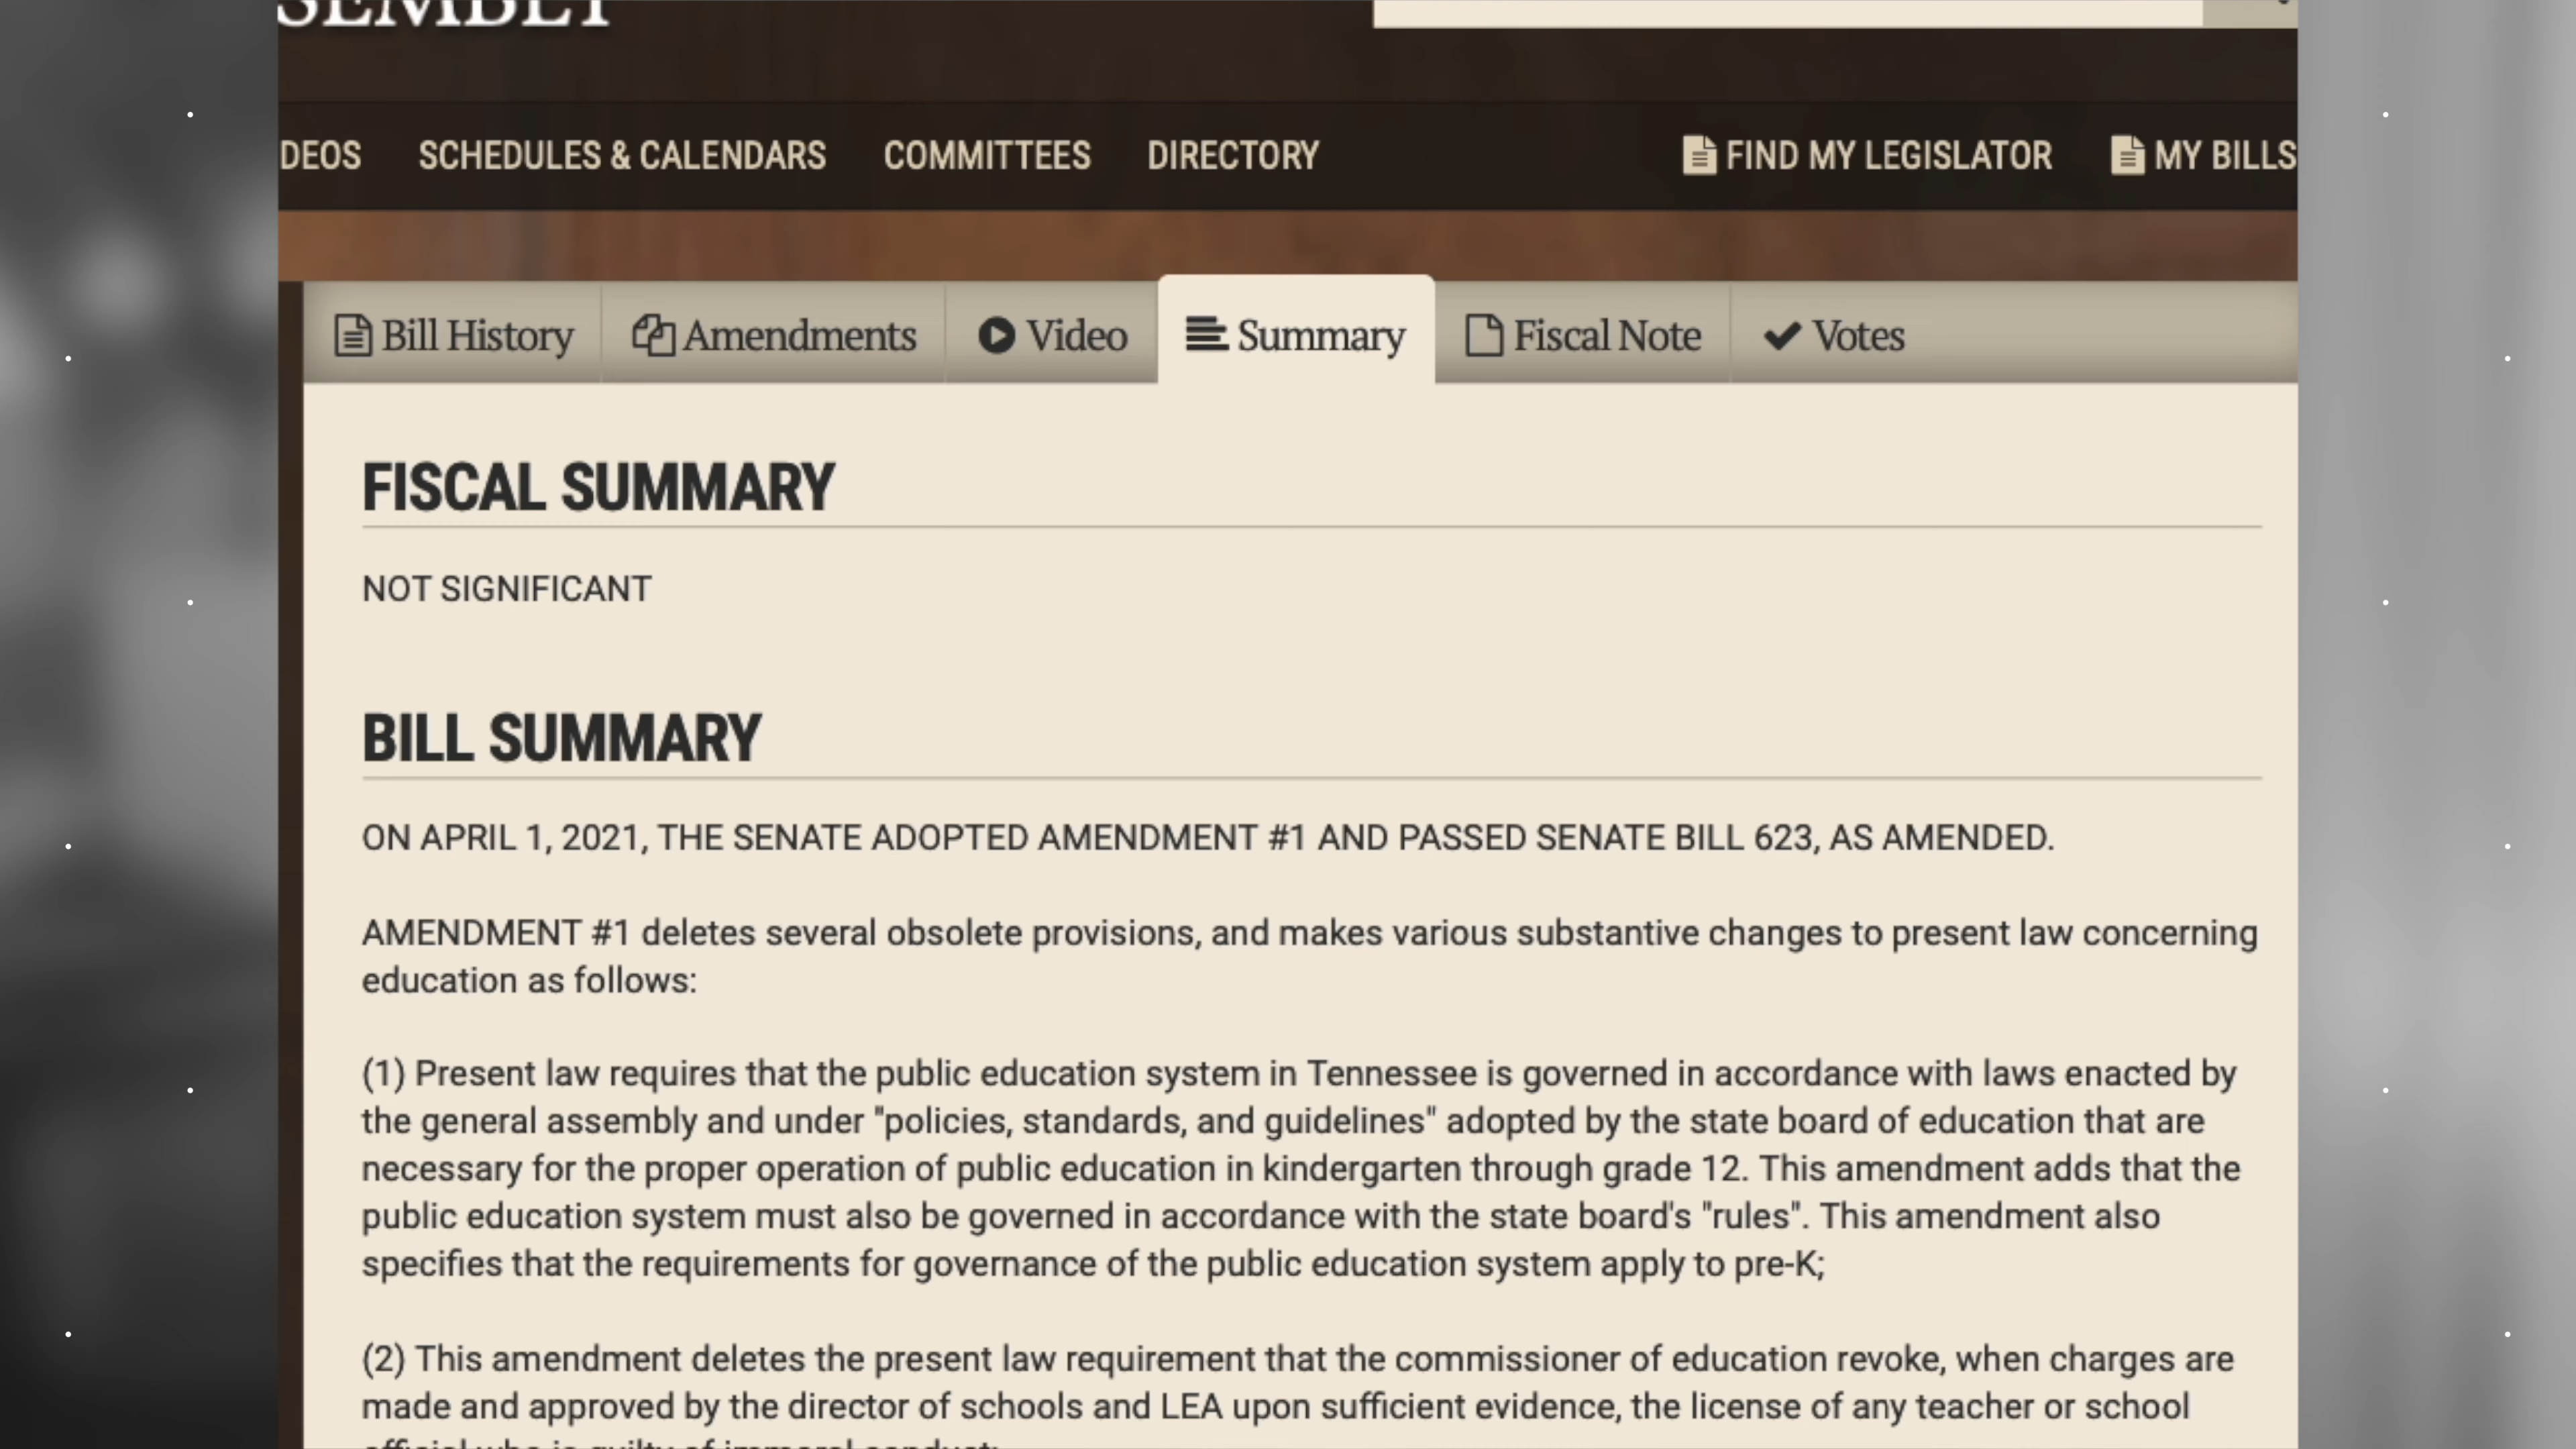 SEMBLY
DEOS SCHEDULES & CALENDARS COMMITTEES DIRECTORY FIND MY LEGISLATOR MY BILLS
Bill History Amendments Video Summary Fiscal Note Votes
FISCAL SUMMARY
NOT SIGNIFICANT
BILL SUMMARY
ON APRIL 1, 2021, THE SENATE ADOPTED AMENDMENT #1 AND PASSED SENATE BILL 623, AS AMENDED.
AMENDMENT #1 deletes several obsolete provisions, and makes various substantive changes to present law concerning
education as follows:
(1) Present law requires that the public education system in Tennessee is governed in accordance with laws enacted by
the general assembly and under "policies, standards, and guidelines" adopted by the state board of education that are
necessary for the proper operation of public education in kindergarten through grade 12. This amendment adds that the
public education system must also be governed in accordance with the state board's "rules". This amendment also
specifies that the requirements for governance of the public education system apply to pre-K;
(2) This amendment deletes the present law requirement that the commissioner of education revoke, when charges are
made and approved by the director of schools and LEA upon sufficient evidence, the license of any teacher or school
official who is guilty of immoral conduct;